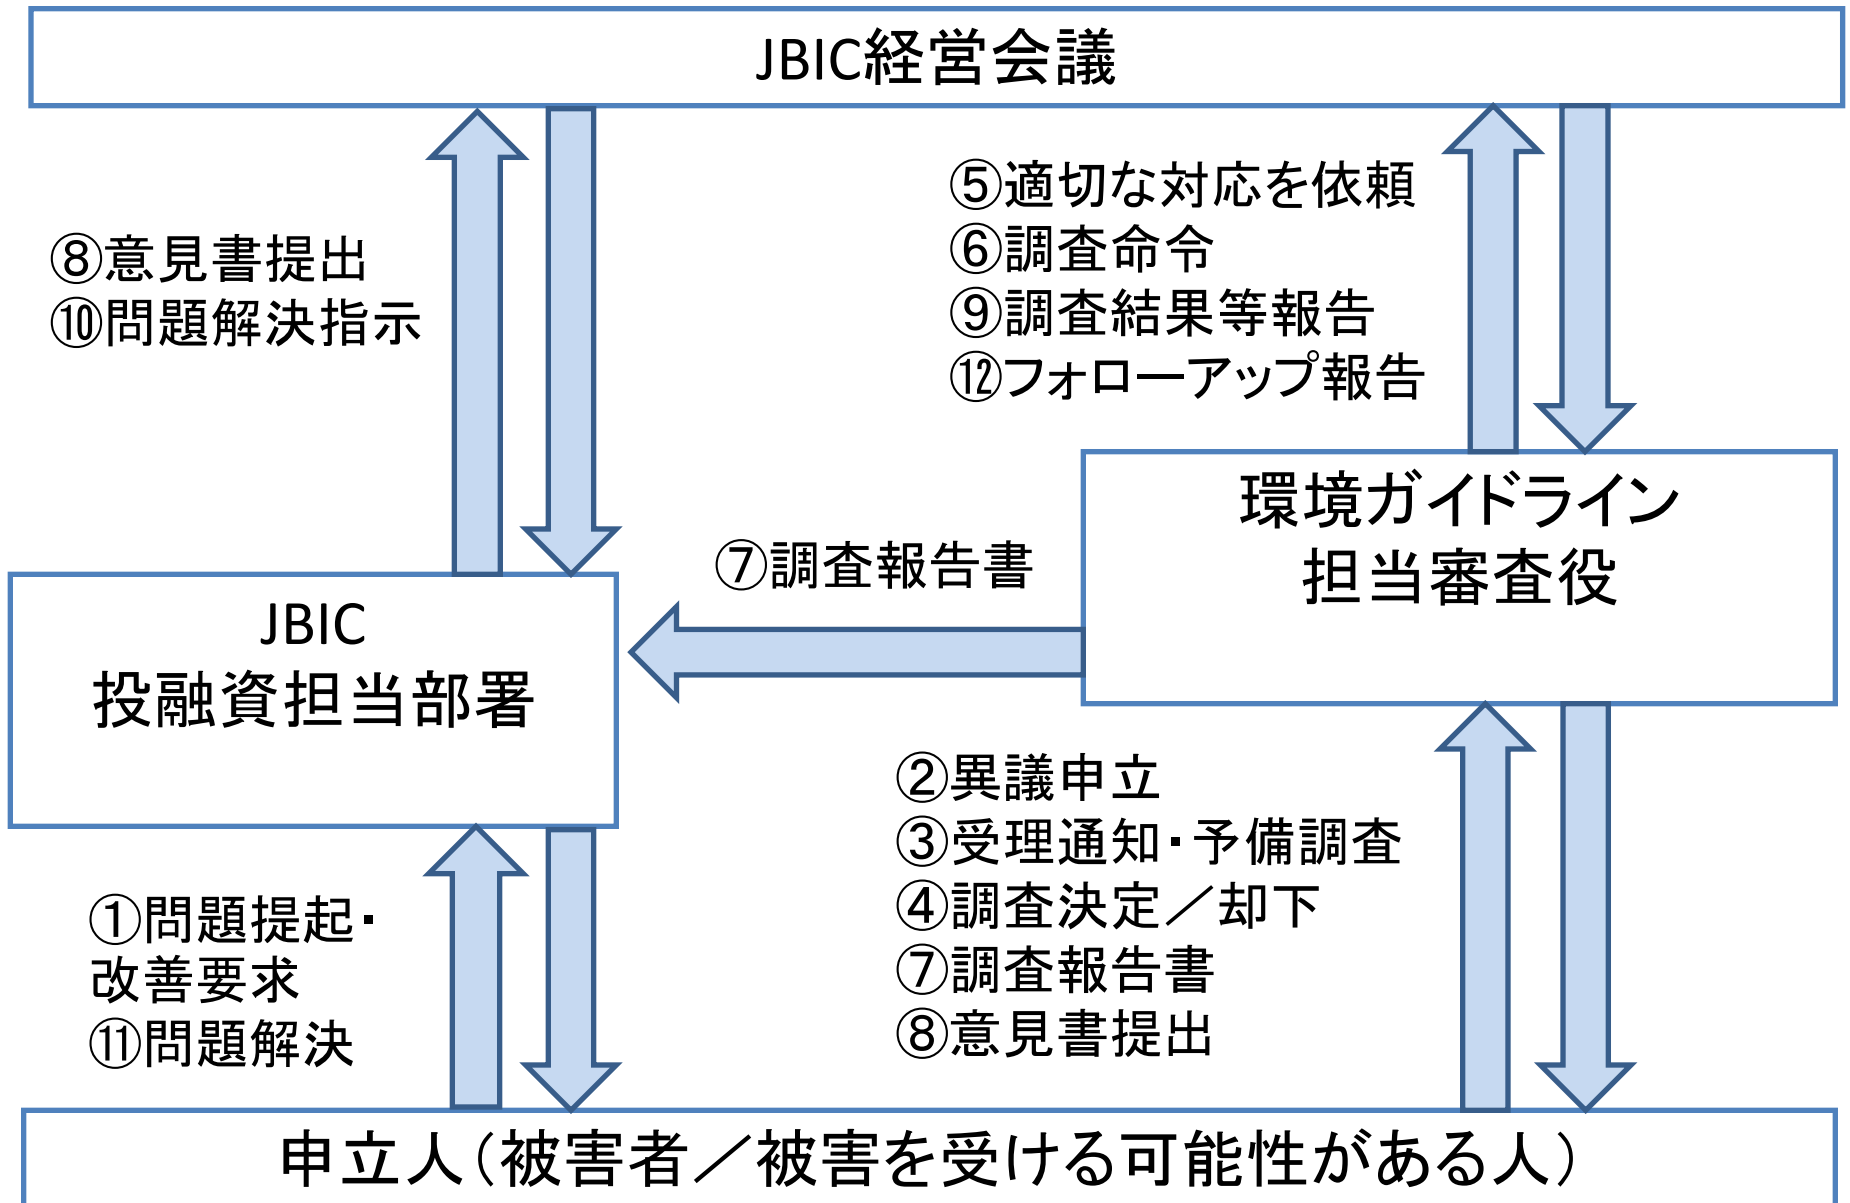 JBIC経営会議
⑤適切な対応を依頼
⑥調査命令
⑨調査結果等報告
⑫フォローアップ報告
⑧意見書提出
⑩問題解決指示
環境ガイドライン
担当審査役
⑦調査報告書
JBIC
投融資担当部署
②異議申立
③受理通知・予備調査
④調査決定／却下
⑦調査報告書
⑧意見書提出
①問題提起・
改善要求
⑪問題解決
申立人（被害者／被害を受ける可能性がある人）